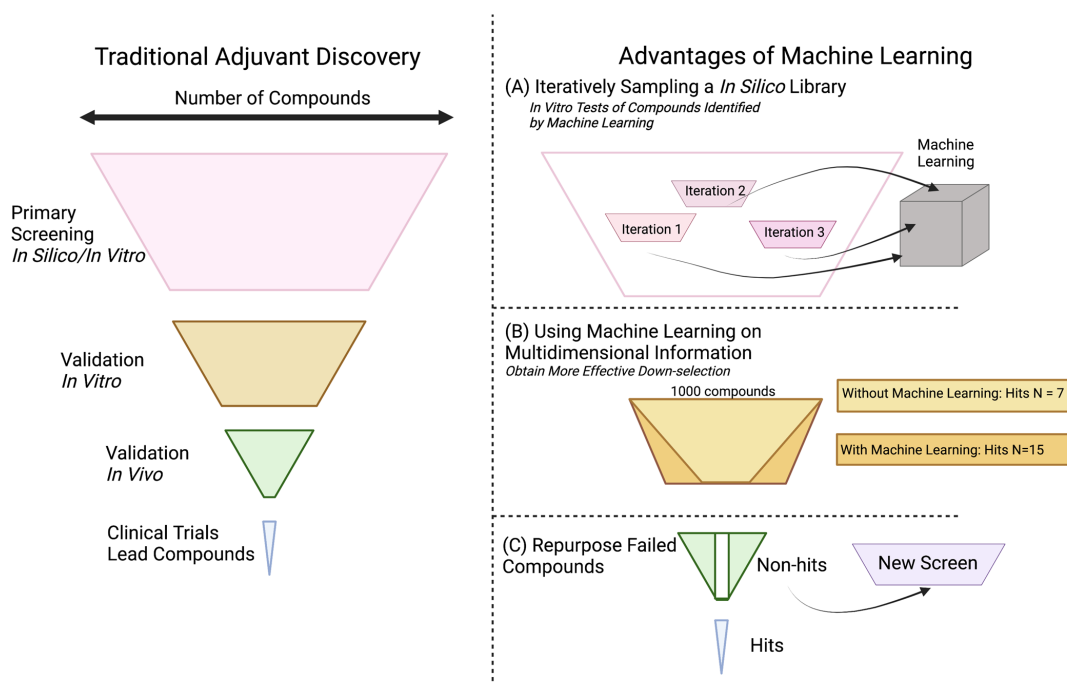 Traditional Adjuvant Discovery
Number of Compounds
Primary
Screening
In Silico/In Vitro
Validation
In Vitro
Validation
In Vivo
Clinical Trials
Lead Compounds
Advantages of Machine Learning
(A) Iteratively Sampling a In Silico Library
In Vitro Tests of Compounds Identified
by Machine Learning
Machine
Learning
Iteration 2
Iteration 1
Iteration 3
(B) Using Machine Learning on
Multidimensional Information
Obtain More Effective Down-selection
1000 compounds
Without Machine Learning: Hits N = 7
With Machine Learning: Hits N=15
(C) Repurpose Failed
Compounds
Non-hits
New Screen
Hits